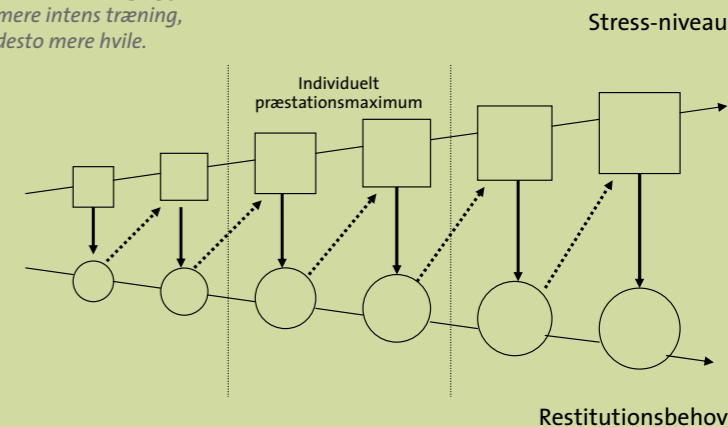 mere intens træning,
desto mere hvile.
Stress-niveau
Individuelt
præstationsmaximum
Restitutionsbehov